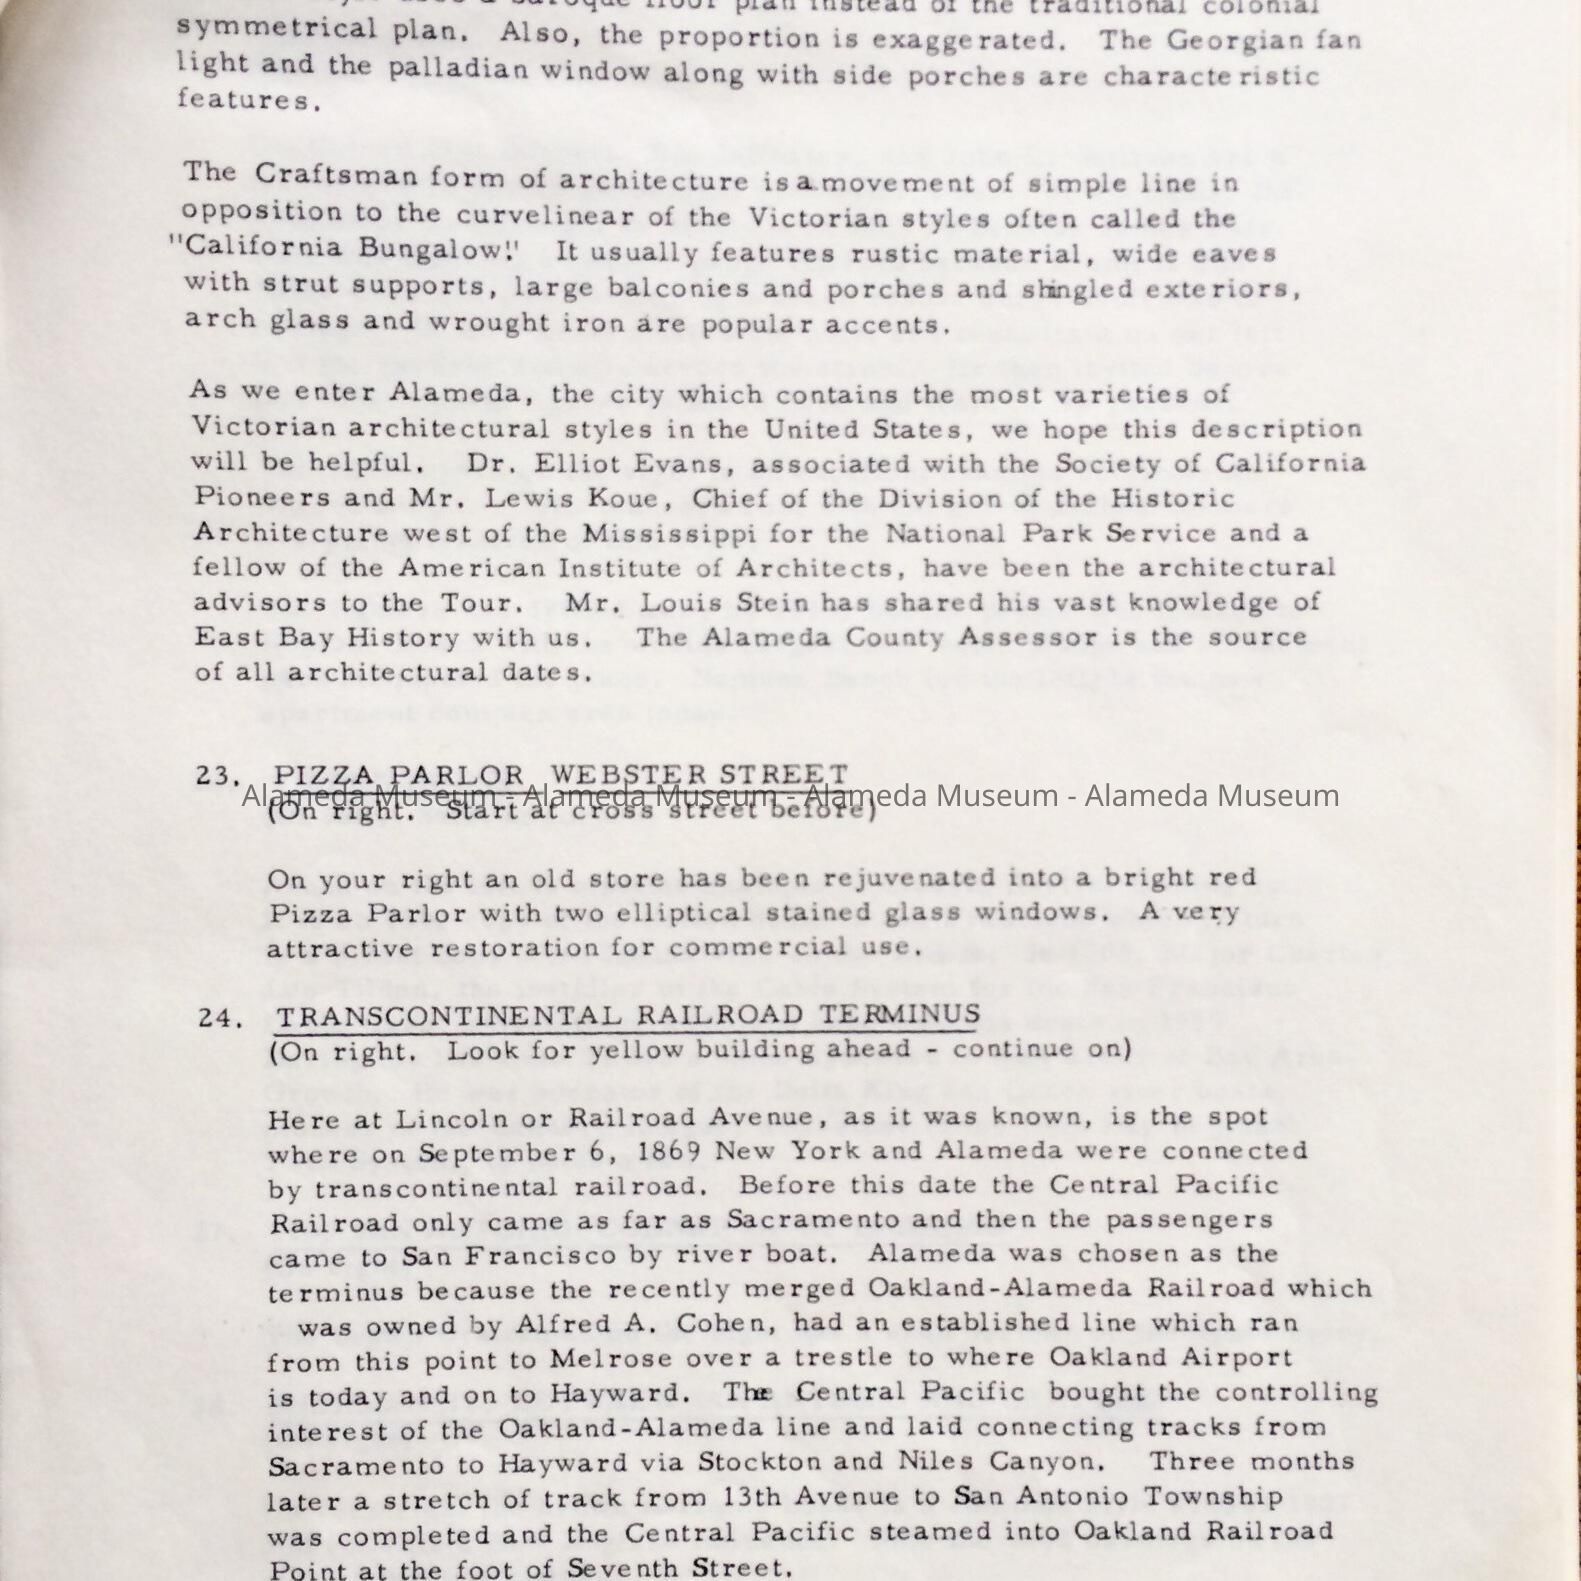 uses a baroque floor plan instead of the traditional colonial
symmetrical plan. Also, the proportion is exaggerated. The Georgian fan
light and the palladian window along with side porches are characteristic
features.
The Craftsman form of architecture is a movement of simple line in
opposition to the curvelinear of the Victorian styles often called the
"California Bungalow!" It usually features rustic material, wide eaves
with strut supports, large balconies and porches and shingled exteriors,
arch glass and wrought iron are popular accents.
As we enter Alameda, the city which contains the most varieties of
Victorian architectural styles in the United States, we hope this description
will be helpful. Dr. Elliot Evans, associated with the Society of California
Pioneers and Mr. Lewis Koue, Chief of the Division of the Historic
Architecture west of the Mississippi for the National Park Service and a
fellow of the American Institute of Architects, have been the architectural
advisors to the Tour. Mr. Louis Stein has shared his vast knowledge of
East Bay History with us. The Alameda County Assessor is the source
of all architectural dates.
23. PIZZA PARLOR WEBSTER STREET
Alameda Museum - Alameda Museum - Alameda Museum - Alameda Museum
(On right. Start at cross street before)
On your right an old store has been rejuvenated into a bright red
Pizza Parlor with two elliptical stained glass windows. A very
attractive restoration for commercial use.
24. TRANSCONTINENTAL RAILROAD TERMINUS
(On right. Look for yellow building ahead - continue on)
Here at Lincoln or Railroad Avenue, as it was known, is the spot
where on September 6, 1869 New York and Alameda were connected
by transcontinental railroad. Before this date the Central Pacific
Railroad only came as far as Sacramento and then the passengers
came to San Francisco by river boat. Alameda was chosen as the
terminus because the recently merged Oakland-Alameda Railroad which
was owned by Alfred A. Cohen, had an established line which ran
from this point to Melrose over a trestle to where Oakland Airport
is today and on to Hayward. The Central Pacific bought the controlling
interest of the Oakland-Alameda line and laid connecting tracks from
Sacramento to Hayward via Stockton and Niles Canyon. Three months
later a stretch of track from 13th Avenue to San Antonio Township
was completed and the Central Pacific steamed into Oakland Railroad
Point at the foot of Seventh Street.